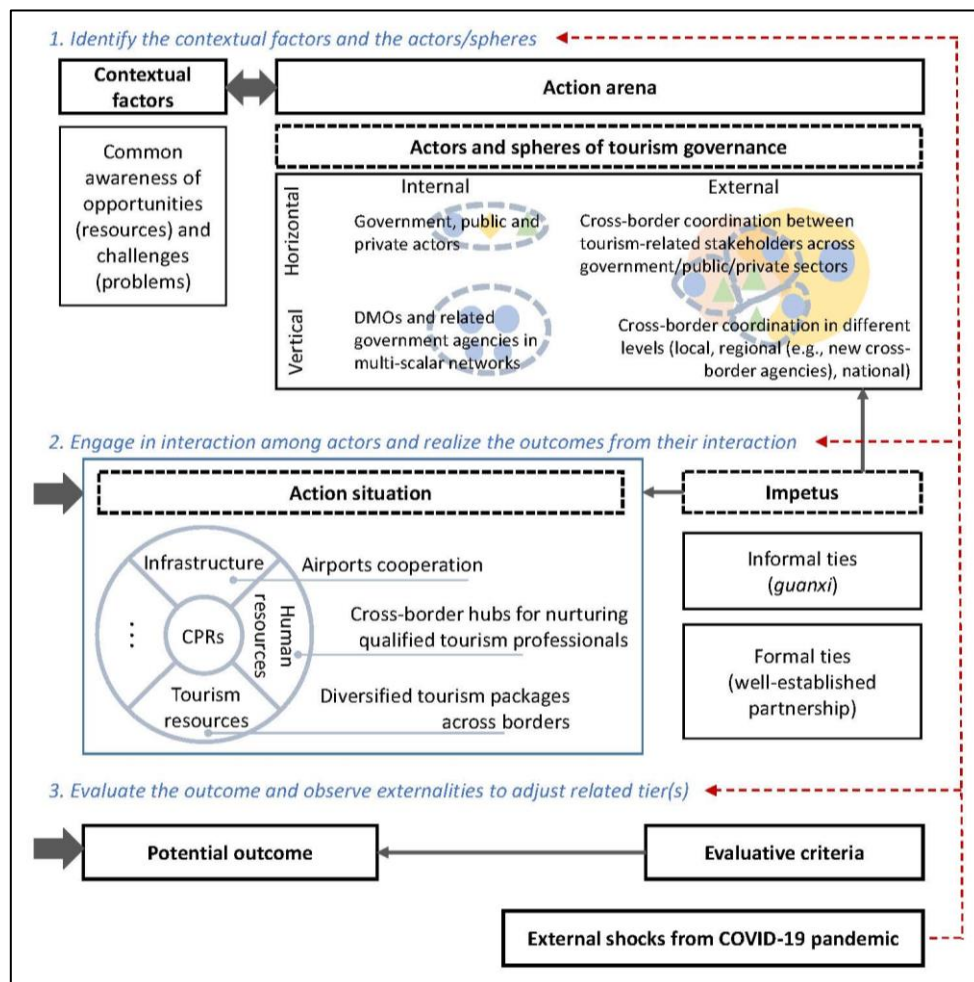 1. Identify the contextual factors and the actors/spheres
Contextual
factors
Action arena
Common
awareness of
opportunities
(resources) and
challenges
(problems)
Actors and spheres of tourism governance
Internal
External
Horizontal
Government, public and
private actors
Cross-border coordination between
tourism-related stakeholders across
government/public/private sectors
Vertical
DMOs and related
government agencies in
multi-scalar networks
Cross-border coordination in different
levels (local, regional (e.g., new cross-
border agencies), national)
2. Engage in interaction among actors and realize the outcomes from their interaction
Action situation
Impetus
Infrastructure
Airports cooperation
Human
resources
Cross-border hubs for nurturing
qualified tourism professionals
...
CPRs
Tourism
resources
Diversified tourism packages
across borders
Informal ties
(guanxi)
Formal ties
(well-established
partnership)
3. Evaluate the outcome and observe externalities to adjust related tier(s)
Potential outcome
Evaluative criteria
External shocks from COVID-19 pandemic